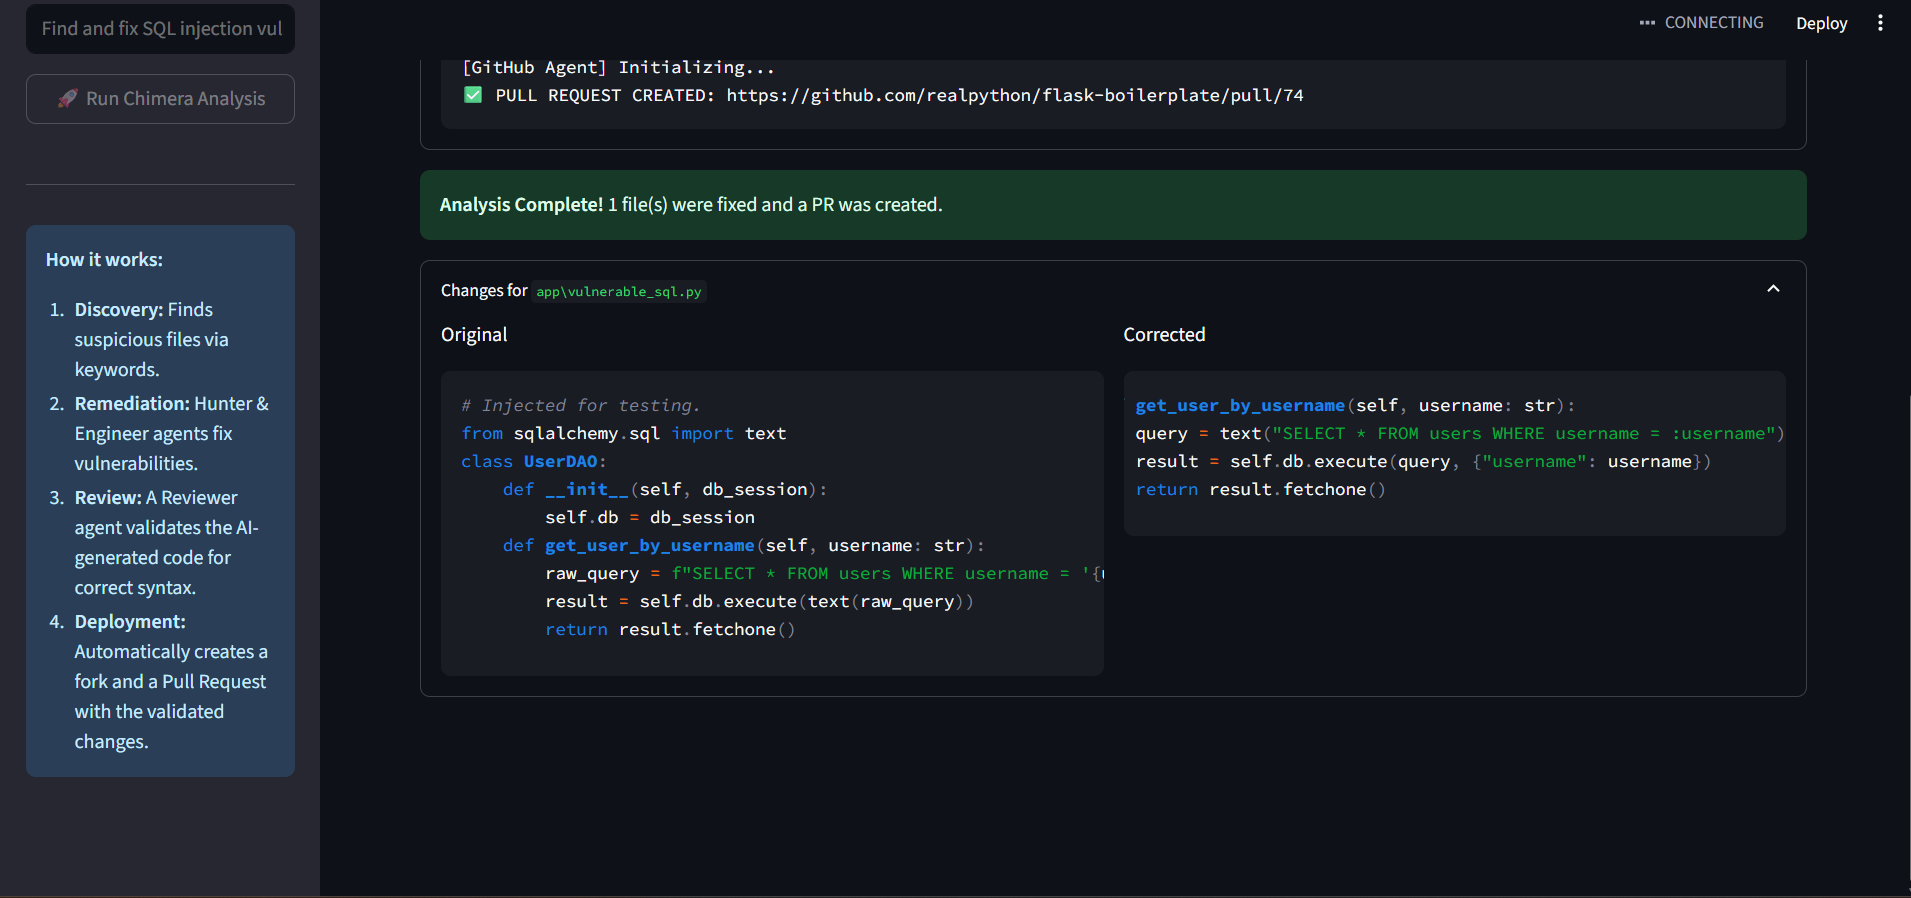 Find and fix SQL injection vul
🚀 Run Chimera Analysis
How it works:
1. Discovery: Finds
suspicious files via
keywords.
2. Remediation: Hunter &
Engineer agents fix
vulnerabilities.
3. Review: A Reviewer
agent validates the AI-
generated code for
correct syntax.
4. Deployment:
Automatically creates a
fork and a Pull Request
with the validated
changes.
CONNECTING
Deploy
[GitHub Agent] Initializing...
✅ PULL REQUEST CREATED: https://github.com/realpython/flask-boilerplate/pull/74
Analysis Complete! 1 file(s) were fixed and a PR was created.
Changes for app\vulnerable_sql.py
Original
# Injected for testing.
from sqlalchemy.sql import text
class UserDAO:
    def __init__(self, db_session):
        self.db = db_session
    def get_user_by_username(self, username: str):
        raw_query = f"SELECT * FROM users WHERE username = '{
        result = self.db.execute(text(raw_query))
        return result.fetchone()
Corrected
get_user_by_username(self, username: str):
query = text("SELECT * FROM users WHERE username = :username")
result = self.db.execute(query, {"username": username})
return result.fetchone()